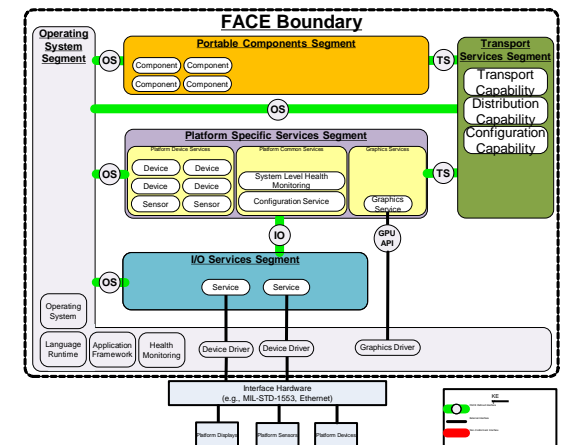 FACE Boundary
Operating
System
Segment
Portable Components Segment
Component
Component
Component
Component
OS
TS
Transport
Services Segment
Transport
Capability
Distribution
Capability
Configuration
Capability
OS
Platform Specific Services Segment
Platform Device Services
Platform Common Services
Graphics Services
Device
Device
Device
Device
Sensor
Sensor
System Level Health
Monitoring
Configuration Service
Graphics
Service
OS
TS
IO
GPU
API
I/O Services Segment
OS
Service
Service
Operating
System
Language
Runtime
Application
Framework
Health
Monitoring
Device Driver
Device Driver
Graphics Driver
Interface Hardware
(e.g., MIL-STD-1553, Ethernet)
Platform Displays
Platform Sensors
Platform Devices
KE